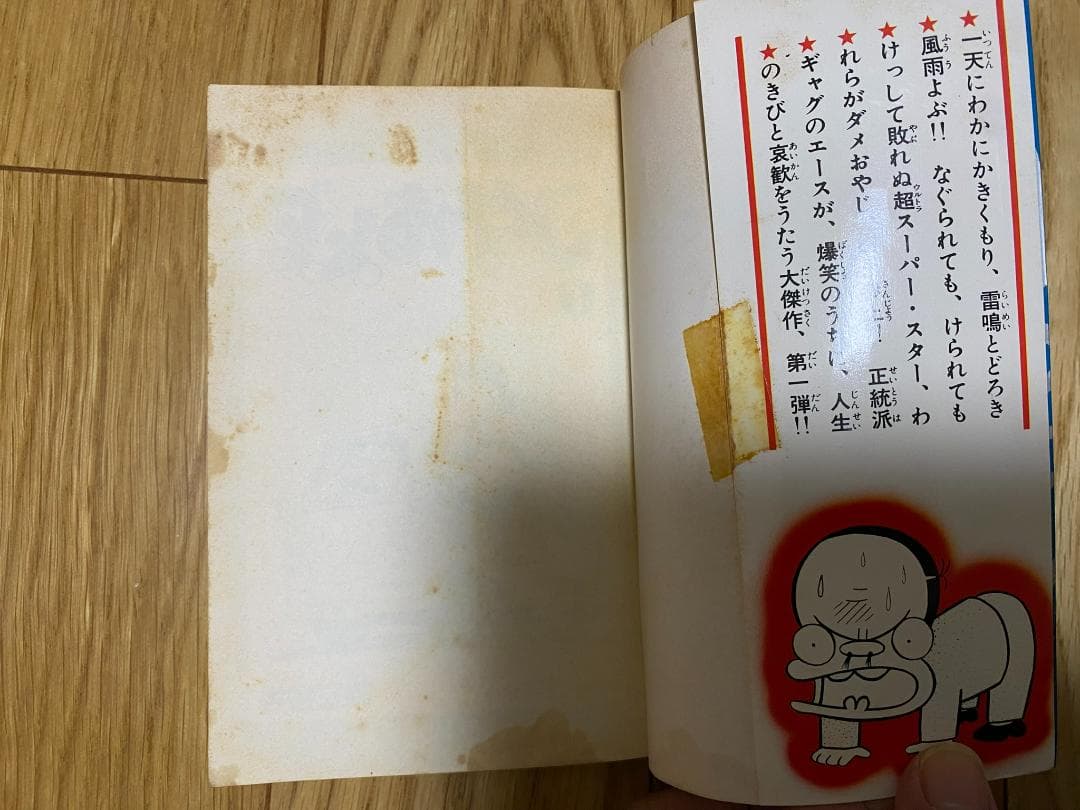 ★一天にわかにかきくもり、雷鳴とどろき
★風雨よぶ!! なぐられても、けられても
★けっして敗れぬ超スーパー・スター、わ
★れらがダメおやじ 正統派
★ギャグのエースが、爆笑のうちに、人生
★のきびと哀歓をうたう大傑作、第一弾!!